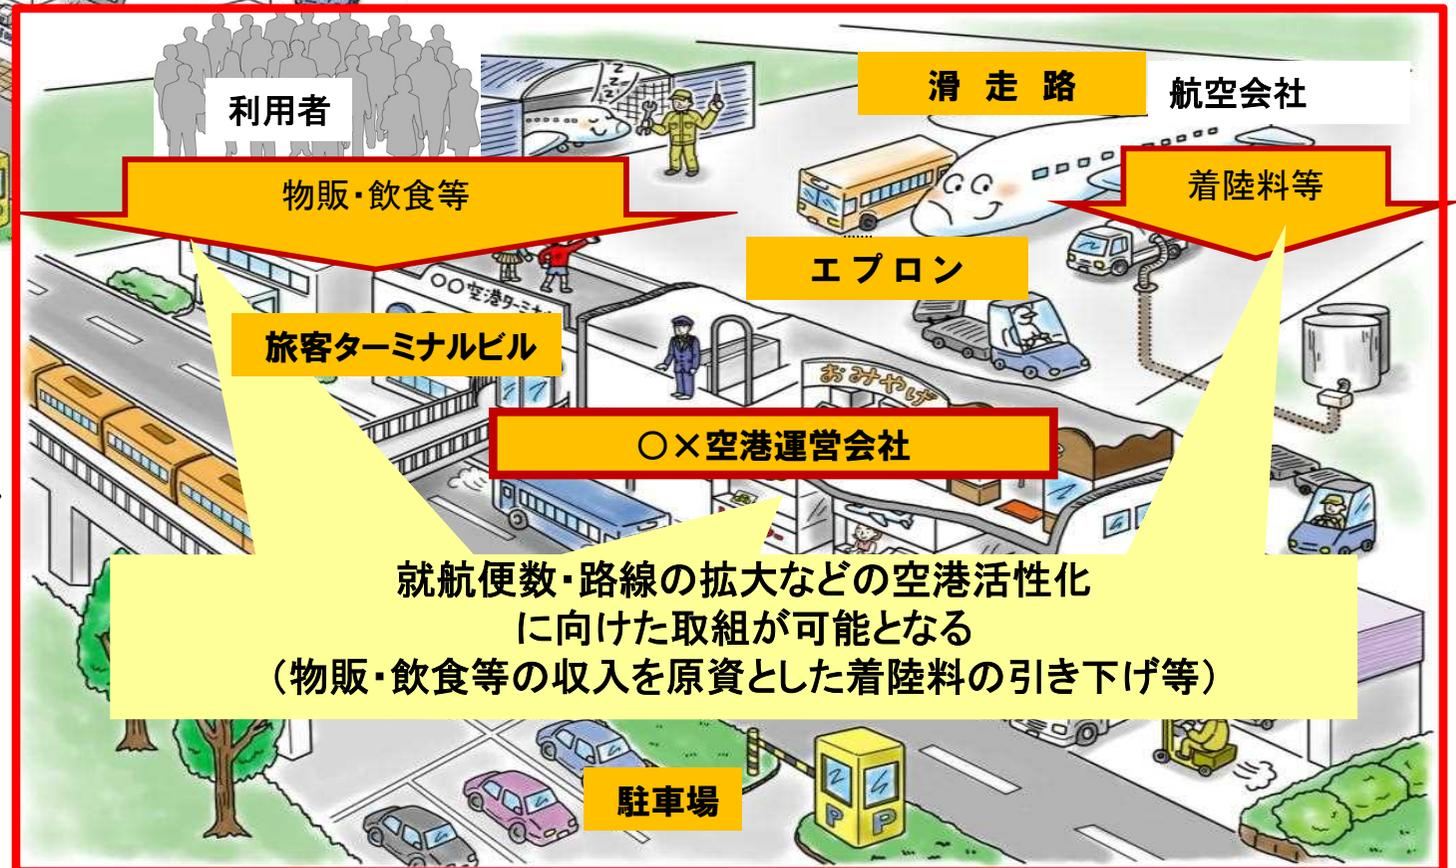 利用者
滑走路
航空会社
物販・飲食等
着陸料等
エプロン
〇〇空港ターミナル
旅客ターミナルビル
おみやげ
○×空港運営会社
就航便数・路線の拡大などの空港活性化
に向けた取組が可能となる
（物販・飲食等の収入を原資とした着陸料の引き下げ等）
駐車場
P
P